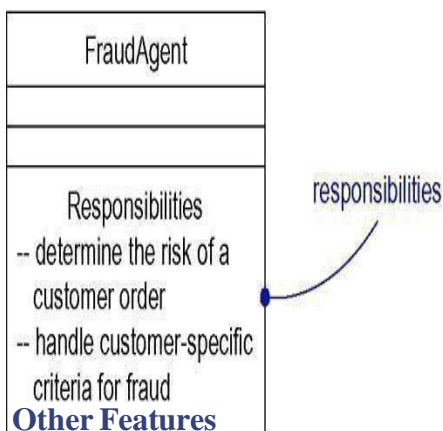 FraudAgent
Responsibilities
-- determine the risk of a
customer order
-- handle customer-specific
criteria for fraud
responsibilities
Other Features